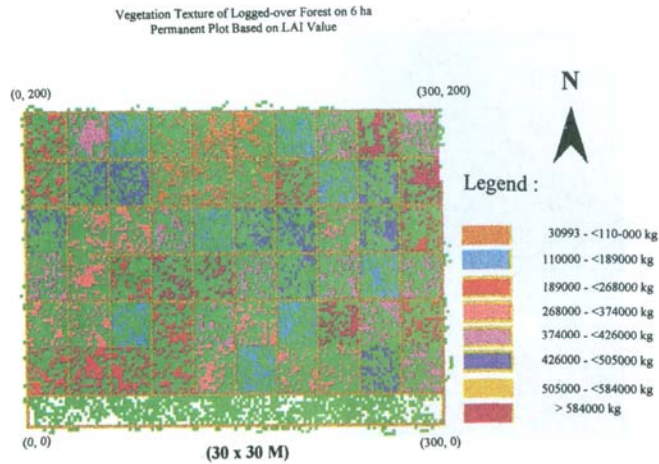 Vegetation Texture of Logged-over Forest on 6 ha
Permanent Plot Based on LAI Value
(0, 200)
(300, 200)
N
Legend :
30993 - <110-000 kg
110000 - <189000 kg
189000 - <268000 kg
268000 - <374000 kg
374000 - <426000 kg
426000 - <505000 kg
505000 - <584000 kg
> 584000 kg
(0, 0)
(30 x 30 M)
(300, 0)